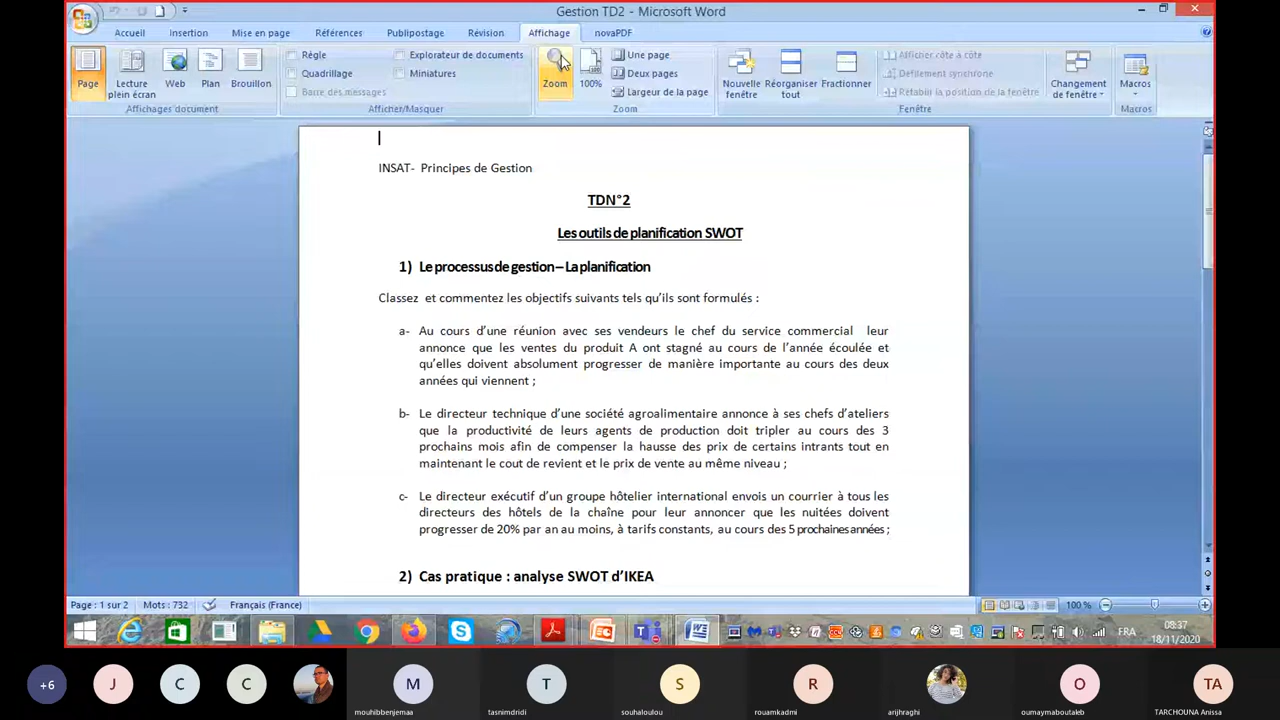 Gestion TD2 - Microsoft Word
Accueil Insertion Mise en page Références Publipostage Révision Affichage novaPDF
Page
Lecture plein écran
Web
Plan
Brouillon
Affichages document
Règle
Quadrillage
Barre des messages
Explorateur de documents
Miniatures
Afficher/Masquer
Zoom
100%
Une page
Deux pages
Largeur de la page
Zoom
Nouvelle fenêtre
Réorganiser tout
Fractionner
Afficher côte à côte
Défilement synchrone
Rétablir la position de la fenêtre
Fenêtre
Changement de fenêtre
Macros
Macros
INSAT- Principes de Gestion
TDN°2
Les outils de planification SWOT
1) Le processus de gestion – La planification
Classez et commentez les objectifs suivants tels qu'ils sont formulés :
a- Au cours d'une réunion avec ses vendeurs le chef du service commercial leur
annonce que les ventes du produit A ont stagné au cours de l'année écoulée et
qu'elles doivent absolument progresser de manière importante au cours des deux
années qui viennent ;
b- Le directeur technique d'une société agroalimentaire annonce à ses chefs d'ateliers
que la productivité de leurs agents de production doit tripler au cours des 3
prochains mois afin de compenser la hausse des prix de certains intrants tout en
maintenant le cout de revient et le prix de vente au même niveau ;
c- Le directeur exécutif d'un groupe hôtelier international envois un courrier à tous les
directeurs des hôtels de la chaîne pour leur annoncer que les nuitées doivent
progresser de 20% par an au moins, à tarifs constants, au cours des 5 prochaines années ;
2) Cas pratique : analyse SWOT d'IKEA
Page : 1 sur 2 Mots : 732 Français (France) 100 %
FRA
08:37
18/11/2020
+6 J C C M T S R O TA
mouhibbenjemaa tasnimdridi souhaloulou rouamkadmi arijhraghi oumaymaboutaleb TARCHOUNA Anissa